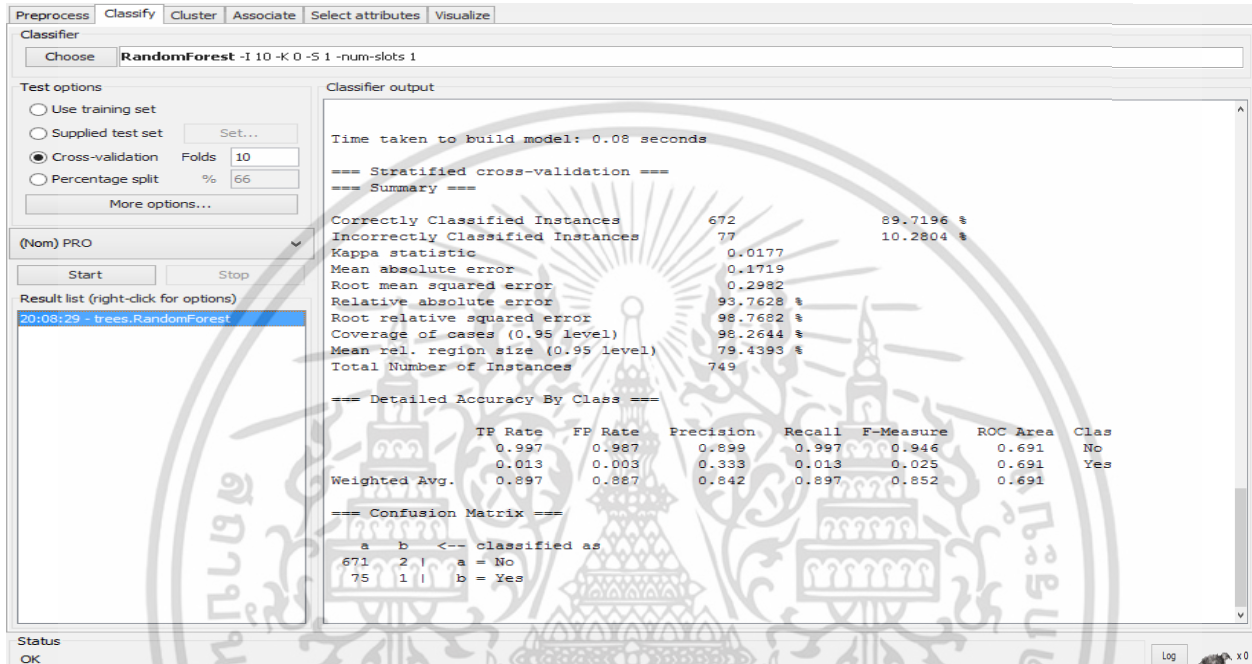 Preprocess Classify Cluster Associate Select attributes Visualize
Classifier
Choose RandomForest -I 10 -K 0 -S 1 -num-slots 1
Test options
Use training set
Supplied test set Set...
Cross-validation Folds 10
Percentage split % 66
More options...
(Nom) PRO
Start Stop
Result list (right-click for options)
20:08:29 - trees.RandomForest
Classifier output
Time taken to build model: 0.08 seconds
=== Stratified cross-validation ===
=== Summary ===
Correctly Classified Instances 672 89.7196 %
Incorrectly Classified Instances 77 10.2804 %
Kappa statistic 0.0177
Mean absolute error 0.1719
Root mean squared error 0.2982
Relative absolute error 93.7628 %
Root relative squared error 98.7682 %
Coverage of cases (0.95 level) 98.2644 %
Mean rel. region size (0.95 level) 79.4393 %
Total Number of Instances 749
=== Detailed Accuracy By Class ===
TP Rate FP Rate Precision Recall F-Measure ROC Area Clas
0.997 0.987 0.899 0.997 0.946 0.691 No
0.013 0.003 0.333 0.013 0.025 0.691 Yes
Weighted Avg. 0.897 0.887 0.842 0.897 0.852 0.691
=== Confusion Matrix ===
a b <-- classified as
671 2 | a = No
75 1 | b = Yes
Status
OK
Log
x 0